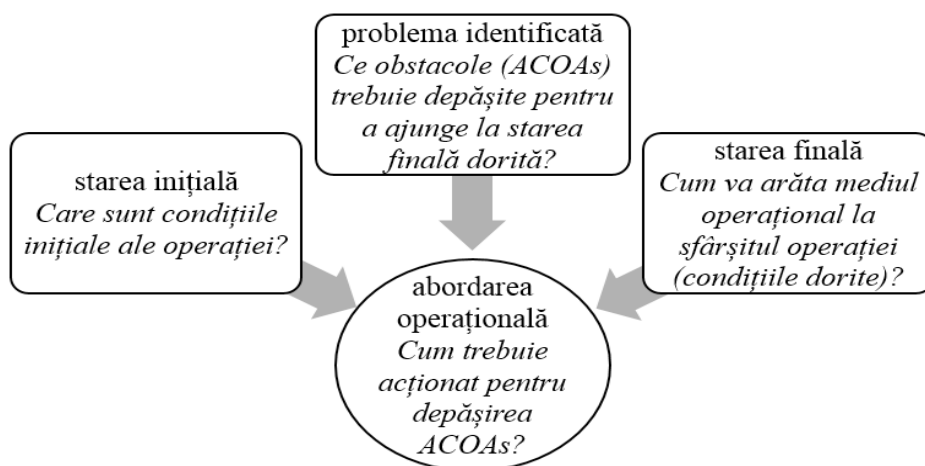 problema identificată
Ce obstacole (ACOAs)
trebuie depășite pentru
a ajunge la starea
finală dorită?
starea inițială
Care sunt condițiile
inițiale ale operației?
starea finală
Cum va arăta mediul
operațional la
sfârșitul operației
(condițiile dorite)?
abordarea
operațională
Cum trebuie
acționat pentru
depășirea
ACOAs?